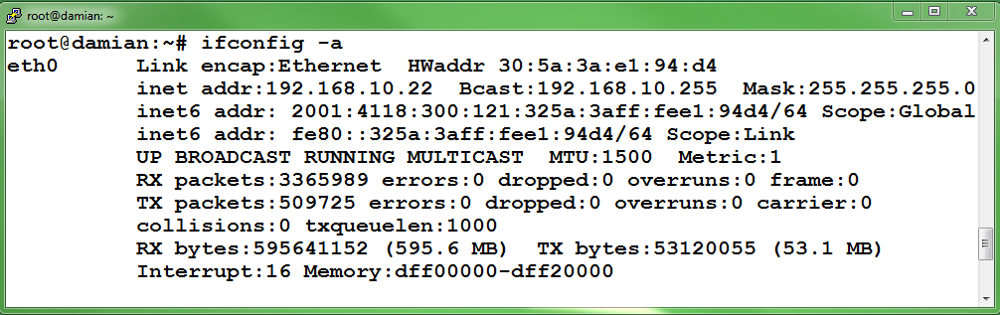 root@damian: ~
root@damian:~# ifconfig -a
eth0      Link encap:Ethernet  HWaddr 30:5a:3a:e1:94:d4
          inet addr:192.168.10.22  Bcast:192.168.10.255  Mask:255.255.255.0
          inet6 addr: 2001:4118:300:121:325a:3aff:fee1:94d4/64 Scope:Global
          inet6 addr: fe80::325a:3aff:fee1:94d4/64 Scope:Link
          UP BROADCAST RUNNING MULTICAST  MTU:1500  Metric:1
          RX packets:3365989 errors:0 dropped:0 overruns:0 frame:0
          TX packets:509725 errors:0 dropped:0 overruns:0 carrier:0
          collisions:0 txqueuelen:1000
          RX bytes:595641152 (595.6 MB)  TX bytes:53120055 (53.1 MB)
          Interrupt:16 Memory:dff00000-dff20000